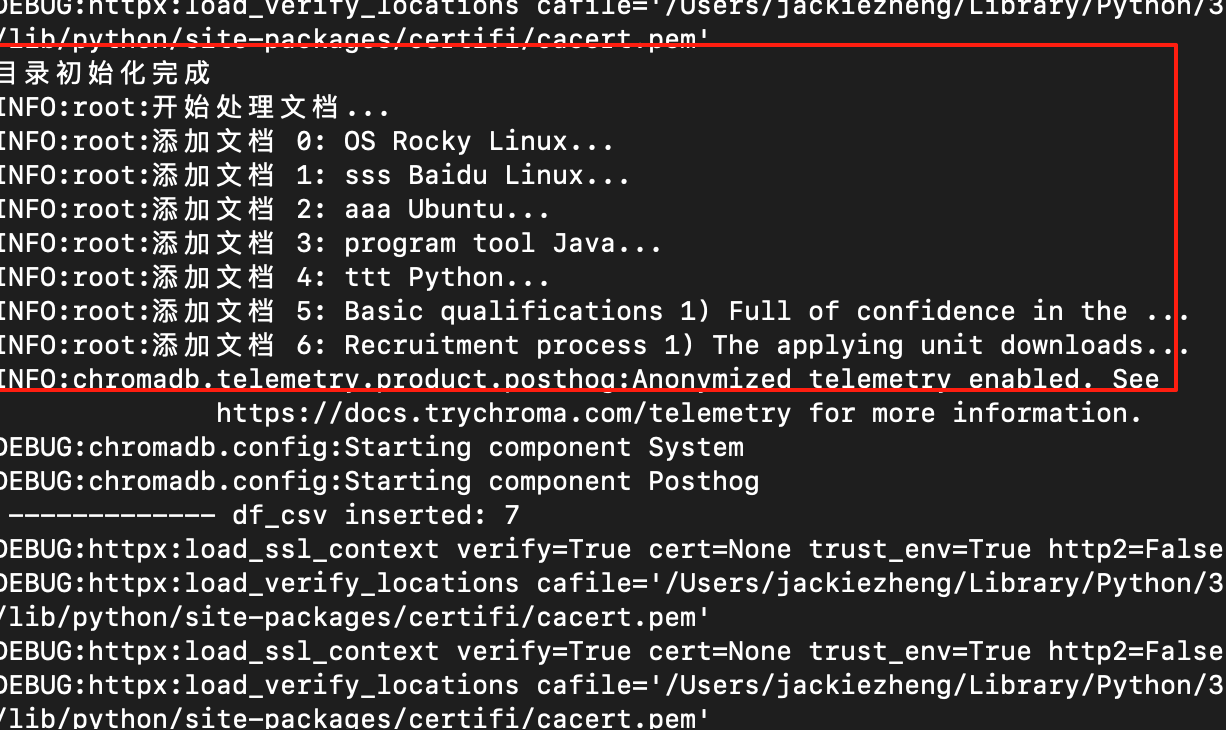 DEBUG:httpx:load_verify_locations cafile='/Users/jackiezheng/Library/Python/3
/lib/python/site-packages/certifi/cacert.pem'
目录初始化完成
INFO:root:开始处理文档...
INFO:root:添加文档 0: OS Rocky Linux...
INFO:root:添加文档 1: sss Baidu Linux...
INFO:root:添加文档 2: aaa Ubuntu...
INFO:root:添加文档 3: program tool Java...
INFO:root:添加文档 4: ttt Python...
INFO:root:添加文档 5: Basic qualifications 1) Full of confidence in the ...
INFO:root:添加文档 6: Recruitment process 1) The applying unit downloads...
INFO:chromadb.telemetry.product.posthog:Anonymized telemetry enabled. See
https://docs.trychroma.com/telemetry for more information.
DEBUG:chromadb.config:Starting component System
DEBUG:chromadb.config:Starting component Posthog
------------- df_csv inserted: 7
DEBUG:httpx:load_ssl_context verify=True cert=None trust_env=True http2=False
DEBUG:httpx:load_verify_locations cafile='/Users/jackiezheng/Library/Python/3
/lib/python/site-packages/certifi/cacert.pem'
DEBUG:httpx:load_ssl_context verify=True cert=None trust_env=True http2=False
DEBUG:httpx:load_verify_locations cafile='/Users/jackiezheng/Library/Python/3
/lib/python/site-packages/certifi/cacert.pem'